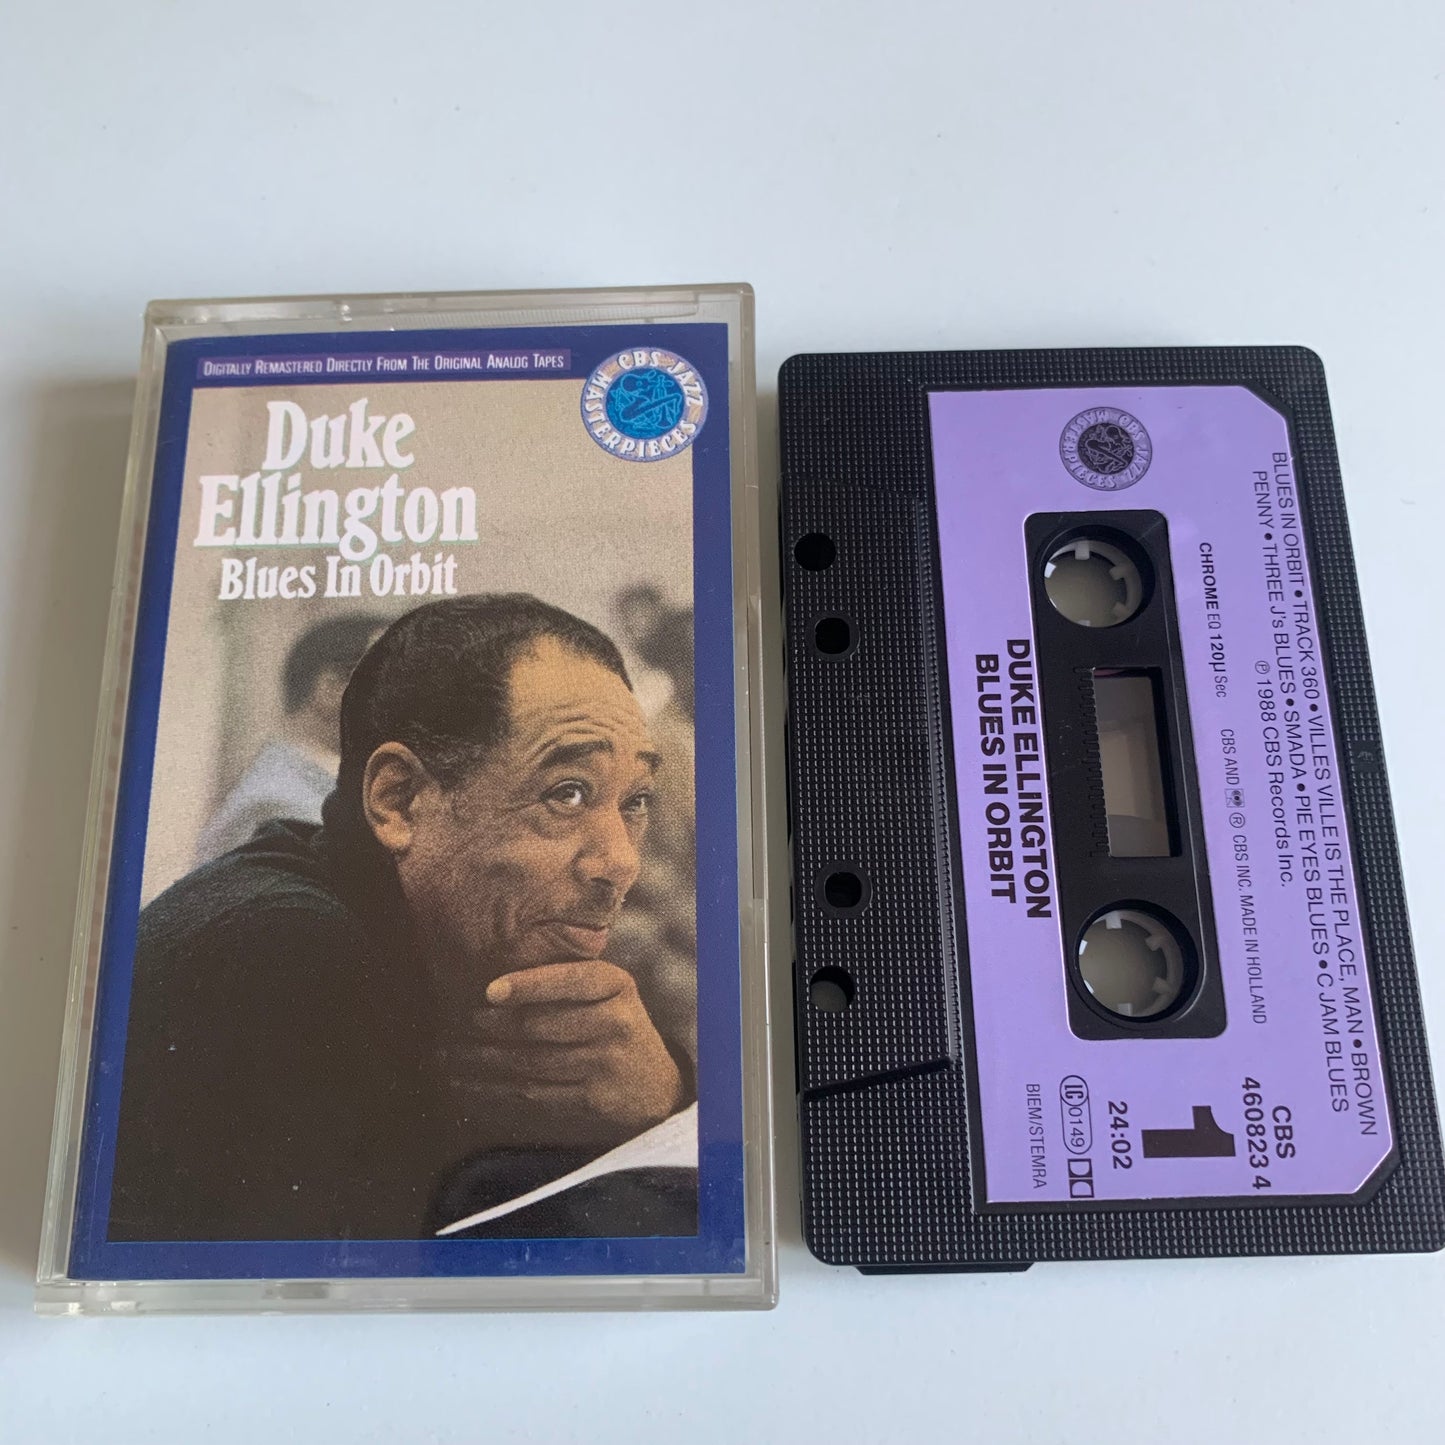 DIGITALLY REMASTERED DIRECTLY FROM THE ORIGINAL ANALOG TAPES
CBS JAZZ MASTERPIECES
Duke
Ellington
Blues In Orbit
CBS JAZZ MASTERPIECES
BLUES IN ORBIT • TRACK 360 • VILLES VILLE IS THE PLACE, MAN • BROWN
PENNY • THREE J's BLUES • SMADA • PIE EYES BLUES • C JAM BLUES
℗ 1988 CBS Records Inc.
CHROME EQ 120µ Sec
CBS AND ® CBS INC. MADE IN HOLLAND
DUKE ELLINGTON
BLUES IN ORBIT
CBS
460823 4
1
24:02
LC 0149
BIEM/STEMRA